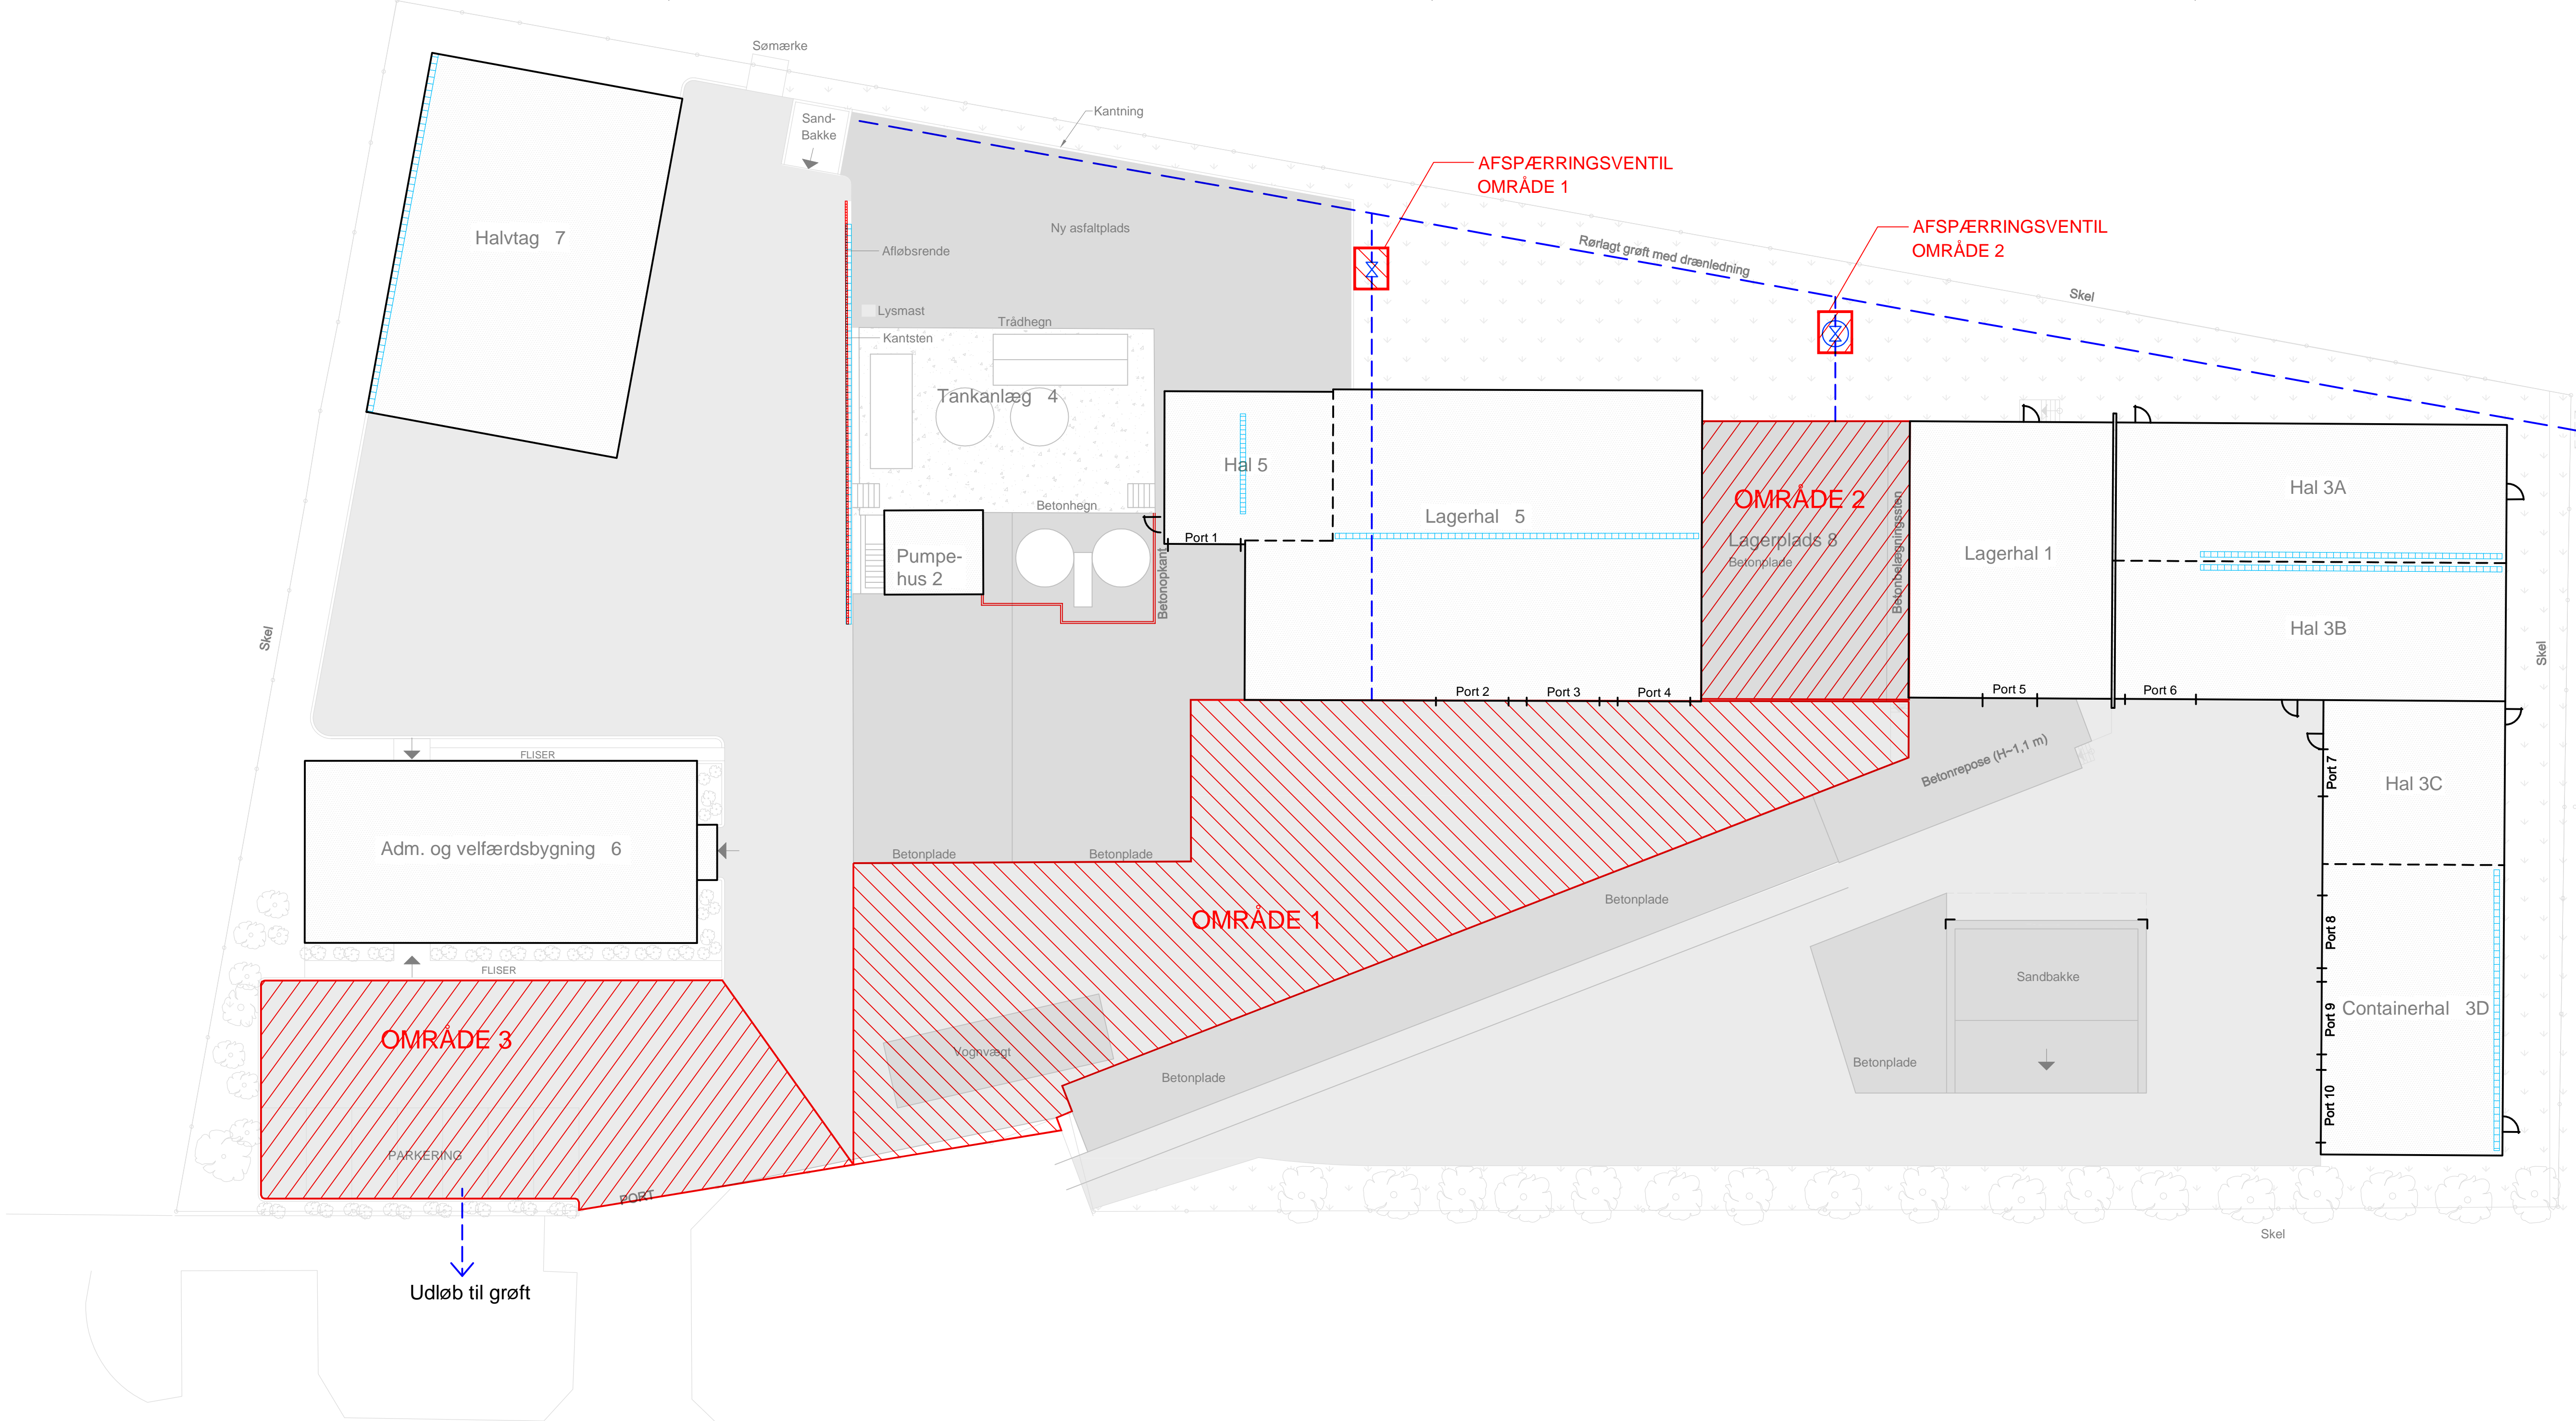 Sømærke
Sand-
Bakke
Kantning
AFSPÆRRINGSVENTIL
OMRÅDE 1
AFSPÆRRINGSVENTIL
OMRÅDE 2
Halvtag 7
Ny asfaltplads
Afløbsrende
Rørlagt grøft med drænledning
Skel
Lysmast
Trådhegn
Kantsten
Tankanlæg 4
Hal 5
Lagerhal 5
OMRÅDE 2
Lagerplads 8
Betonplade
Betonbelægningssten
Lagerhal 1
Hal 3A
Hal 3B
Betonhegn
Port 1
Pumpe-
hus 2
Betonopkant
Skel
Skel
Port 2
Port 3
Port 4
Port 5
Port 6
FLISER
Betonrepose (H~1,1 m)
Port 7
Hal 3C
Adm. og velfærdsbygning 6
Betonplade
Betonplade
OMRÅDE 1
Betonplade
Port 8
FLISER
Sandbakke
Port 9
Containerhal 3D
OMRÅDE 3
Vognvægt
Betonplade
Betonplade
Port 10
PARKERING
PORT
Skel
Udløb til grøft